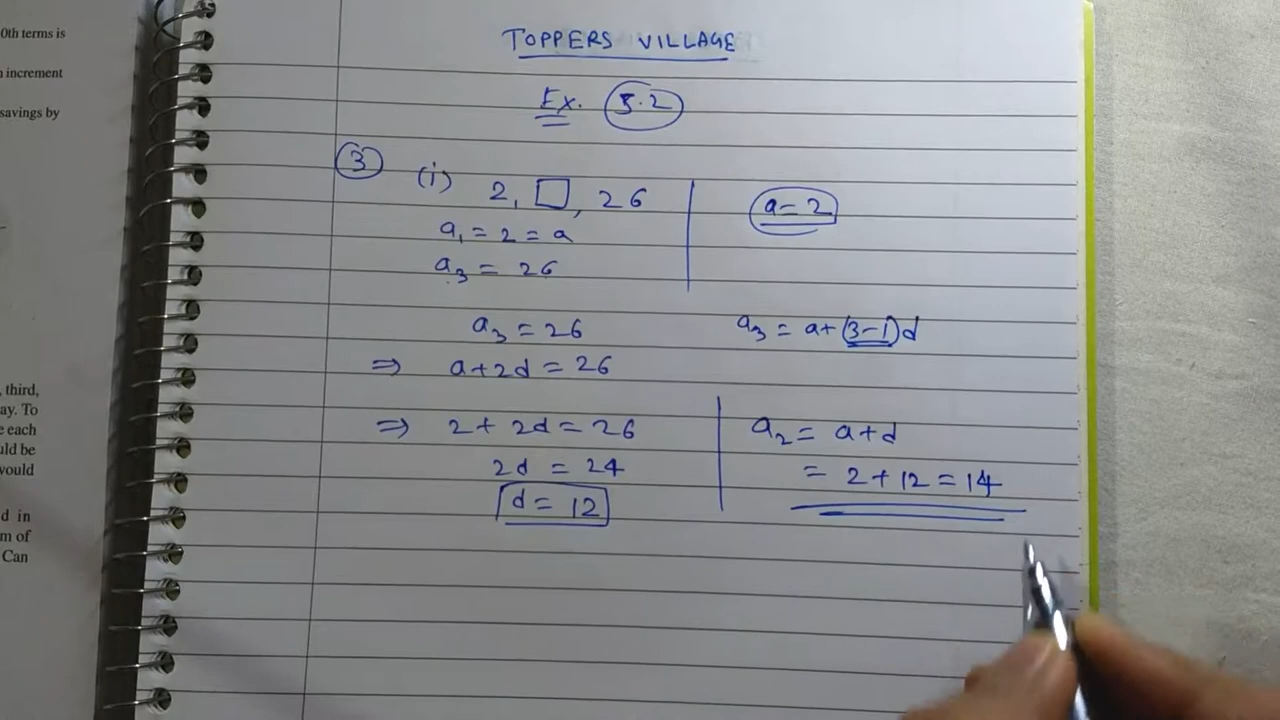 0th terms is
increment
savings by
third,
ay. To
e each
uld be
would
d in
m of
Can
TOPPERS VILLAGE
Ex. 5.2
3 (i) 2, □, 26
a₁ = 2 = a
a₃ = 26
a = 2
a₃ = 26
a₃ = a+(3-1)d
⇒ a+2d = 26
⇒ 2 + 2d = 26
2d = 24
d = 12
a₂ = a+d
= 2 + 12 = 14